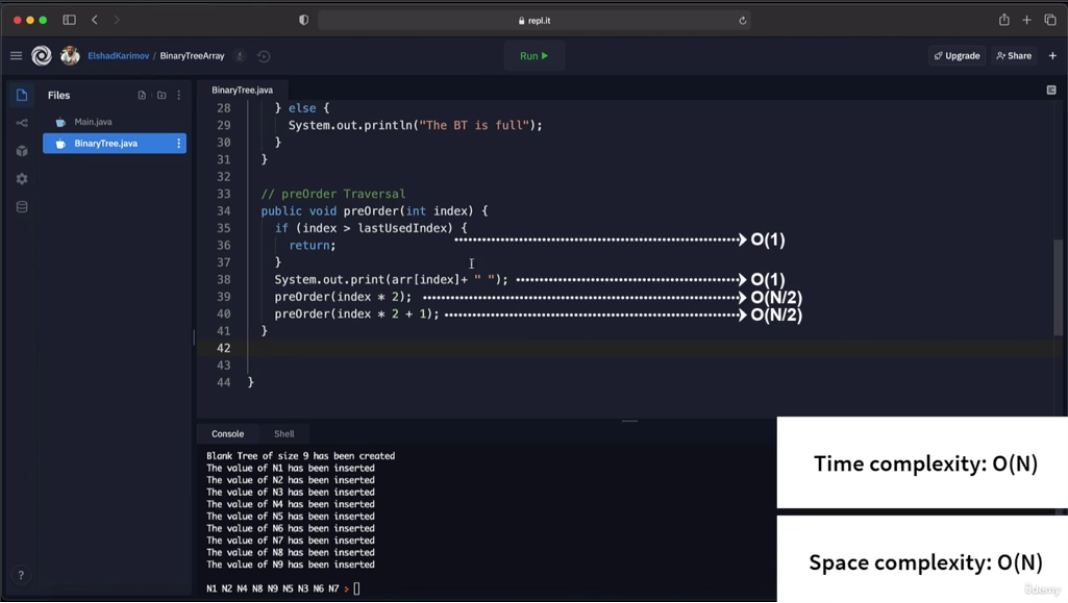 repl.it
ElshadKarimov / BinaryTreeArray
Run
Upgrade
Share
Files
Main.java
BinaryTree.java
BinaryTree.java
28 } else {
29 System.out.println("The BT is full");
30 }
31 }
32
33 // preOrder Traversal
34 public void preOrder(int index) {
35 if (index > lastUsedIndex) {
36 return;
37 }
38 System.out.print(arr[index]+ " ");
39 preOrder(index * 2);
40 preOrder(index * 2 + 1);
41 }
42
43
44 }
O(1)
O(1)
O(N/2)
O(N/2)
Console Shell
Blank Tree of size 9 has been created
The value of N1 has been inserted
The value of N2 has been inserted
The value of N3 has been inserted
The value of N4 has been inserted
The value of N5 has been inserted
The value of N6 has been inserted
The value of N7 has been inserted
The value of N8 has been inserted
The value of N9 has been inserted
N1 N2 N4 N8 N9 N5 N3 N6 N7 >
?
Time complexity: O(N)
Space complexity: O(N)
ûdemy